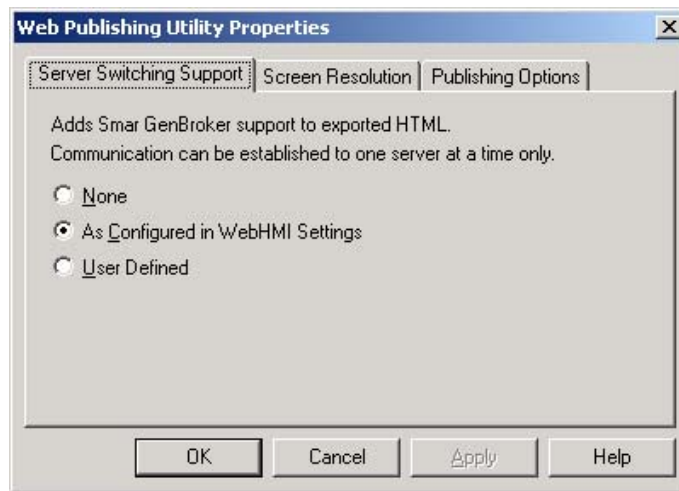 Web Publishing Utility Properties
Server Switching Support Screen Resolution Publishing Options
Adds Smar GenBroker support to exported HTML.
Communication can be established to one server at a time only.
None
As Configured in WebHMI Settings
User Defined
OK Cancel Apply Help